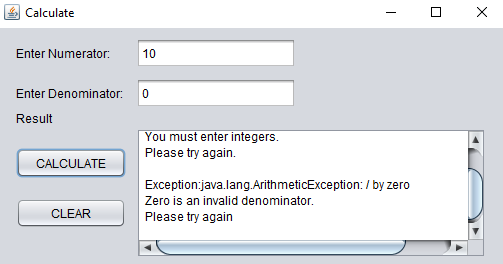 Calculate
Enter Numerator: 10
Enter Denominator: 0
Result
You must enter integers.
Please try again.
Exception:java.lang.ArithmeticException: / by zero
Zero is an invalid denominator.
Please try again
CALCULATE
CLEAR